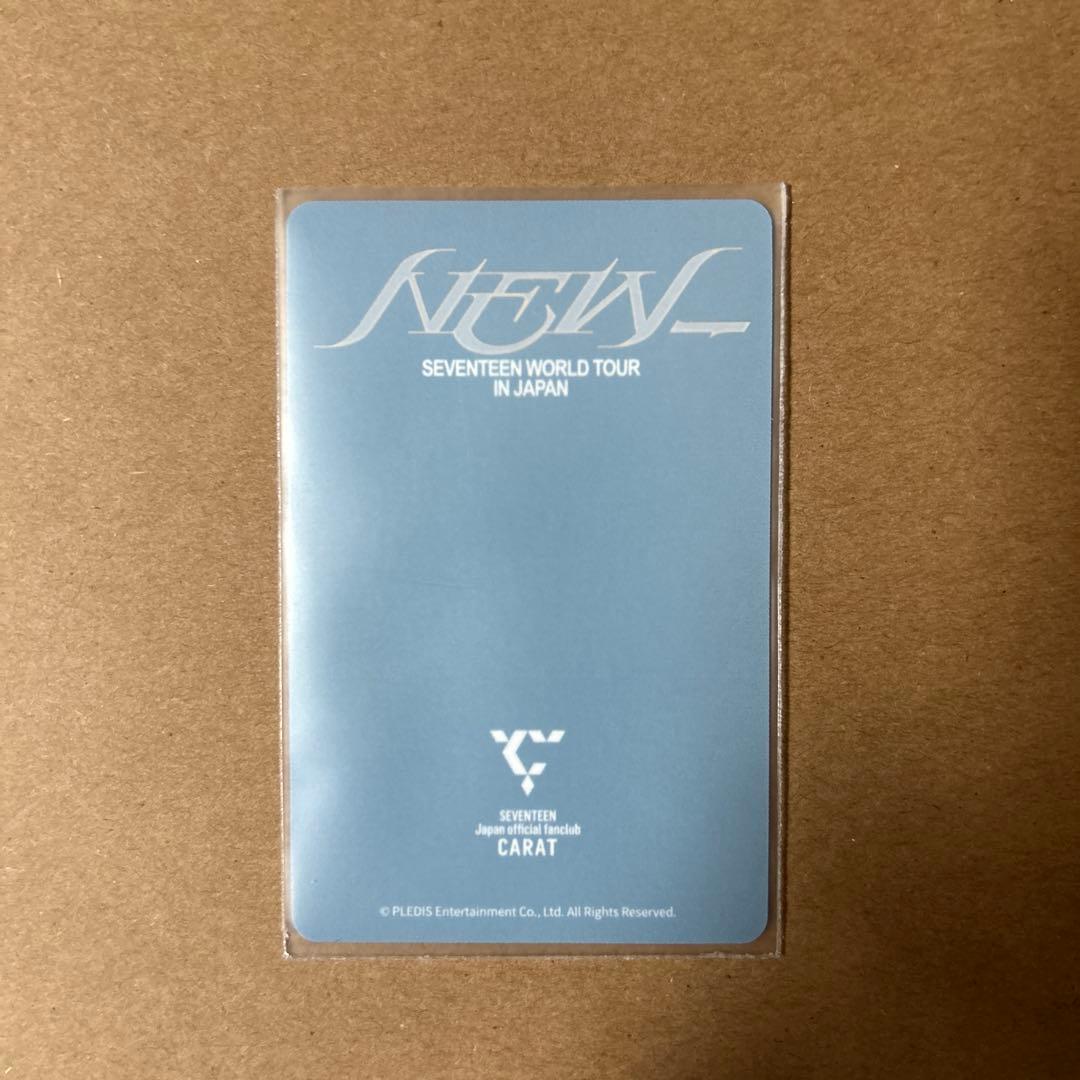 NEW_
SEVENTEEN WORLD TOUR
IN JAPAN
SEVENTEEN
Japan official fanclub
CARAT
© PLEDIS Entertainment Co., Ltd. All Rights Reserved.